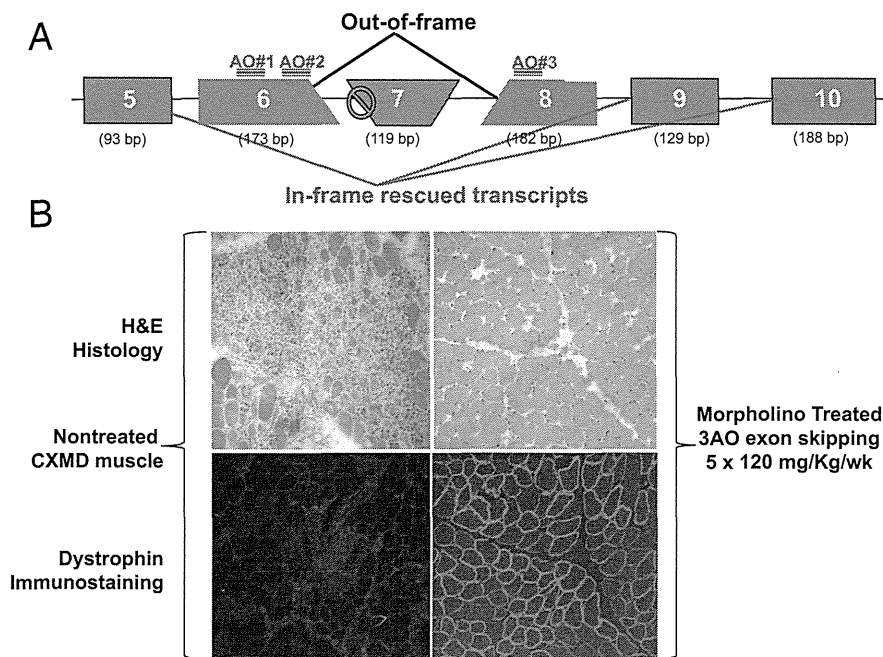 A
Out-of-frame
AO#1 AO#2 AO#3
5 6 7 8 9 10
(93 bp) (173 bp) (119 bp) (182 bp) (129 bp) (188 bp)
In-frame rescued transcripts
B
H&E
Histology
Nontreated
CXMD muscle
Dystrophin
Immunostaining
Morpholino Treated
3AO exon skipping
5 x 120 mg/Kg/wk